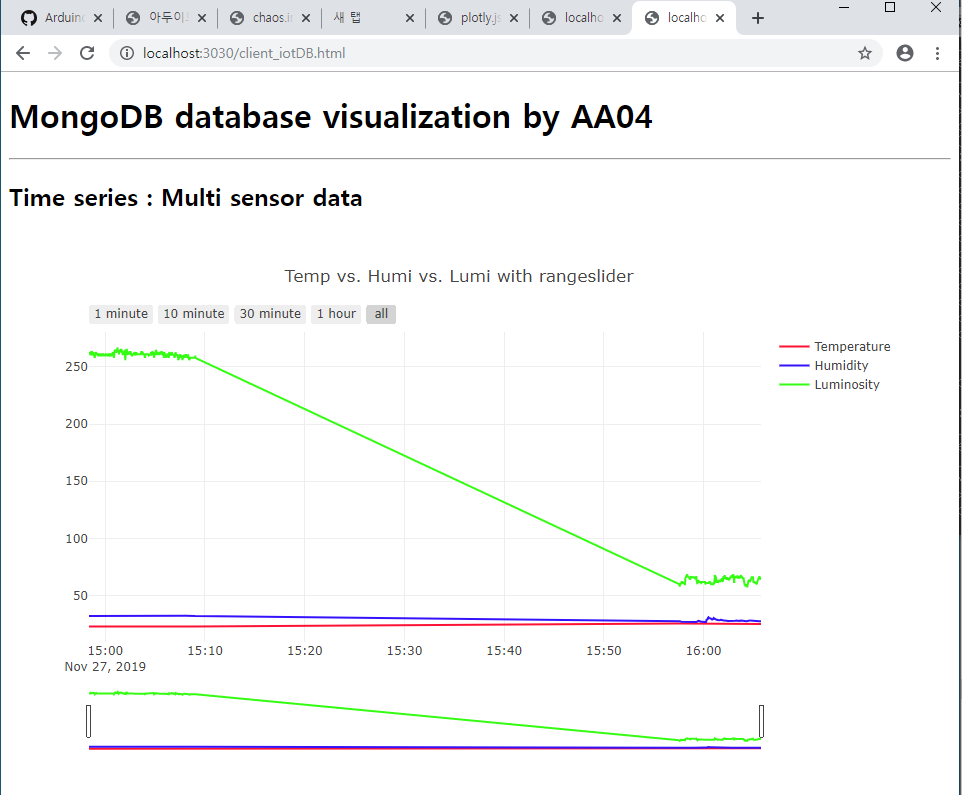 Arduin
아두이노
chaos.in
새 탭
plotly.js
localho
localho
localhost:3030/client_iotDB.html
MongoDB database visualization by AA04
Time series : Multi sensor data
Temp vs. Humi vs. Lumi with rangeslider
1 minute 10 minute 30 minute 1 hour all
Temperature
Humidity
Luminosity
250
200
150
100
50
15:00 15:10 15:20 15:30 15:40 15:50 16:00
Nov 27, 2019